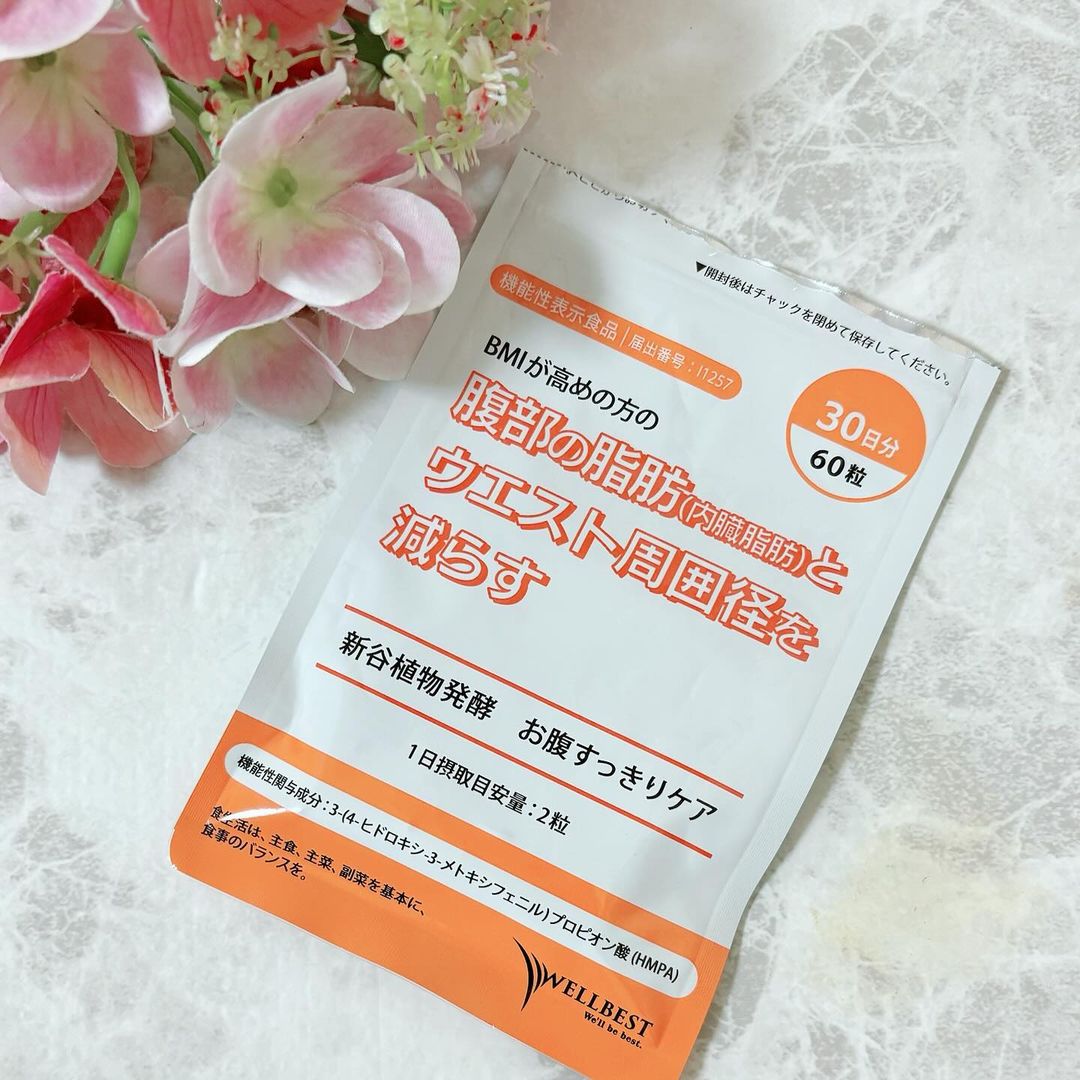 ▼開封後はチャックを閉めて保存してください。
機能性表示食品|届出番号:I1257
BMIが高めの方の
30日分
60粒
腹部の脂肪(内臓脂肪)と
ウエスト周囲径を
減らす
新谷植物発酵 お腹すっきりケア
1日摂取目安量:2粒
機能性関与成分:3-(4-ヒドロキシ-3-メトキシフェニル)プロピオン酸(HMPA)
食生活は、主食、主菜、副菜を基本に、
食事のバランスを。
WELLBEST
We'll be best.